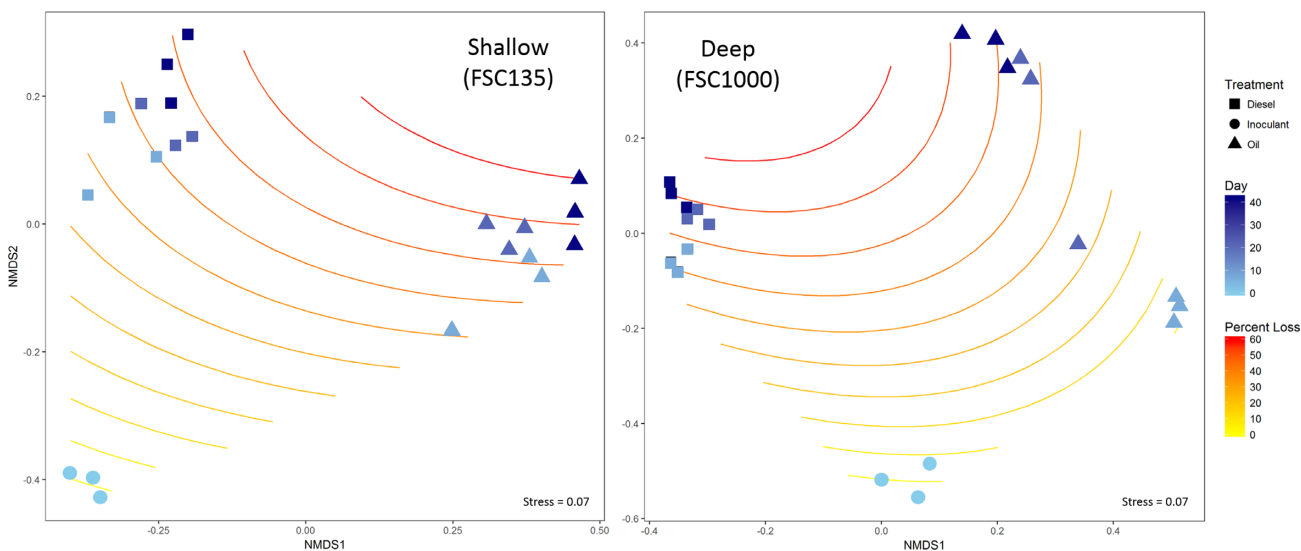 Shallow
(FSC135)
0.2
0.0
-0.2
-0.4
NMDS2
-0.25
0.00
0.25
0.50
NMDS1
Stress = 0.07
Deep
(FSC1000)
0.4
0.2
0.0
-0.2
-0.4
-0.6
-0.4
-0.2
0.0
0.2
0.4
NMDS1
Stress = 0.07
Treatment
Diesel
Inoculant
Oil
Day
40
30
20
10
0
Percent Loss
60
50
40
30
20
10
0